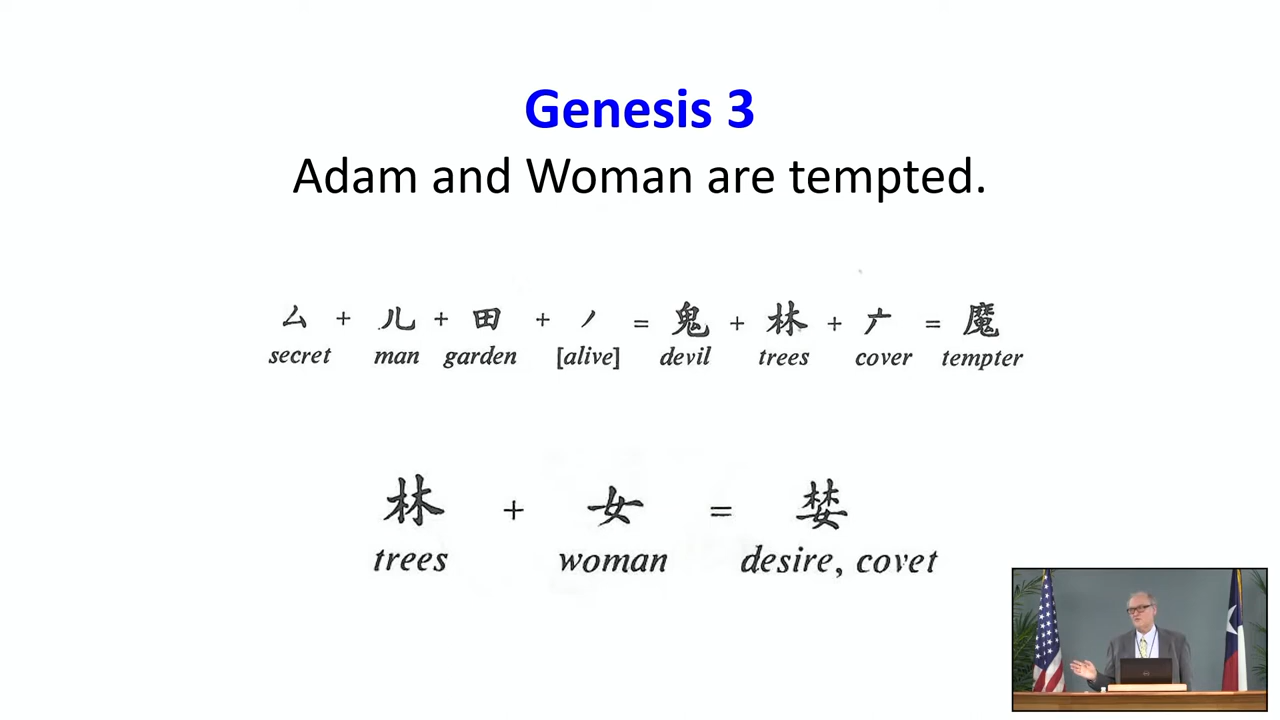 Genesis 3
Adam and Woman are tempted.
厶 + 儿 + 田 + 丿 = 鬼 + 林 + 广 = 魔
secret man garden [alive] devil trees cover tempter
林 + 女 = 婪
trees woman desire, covet